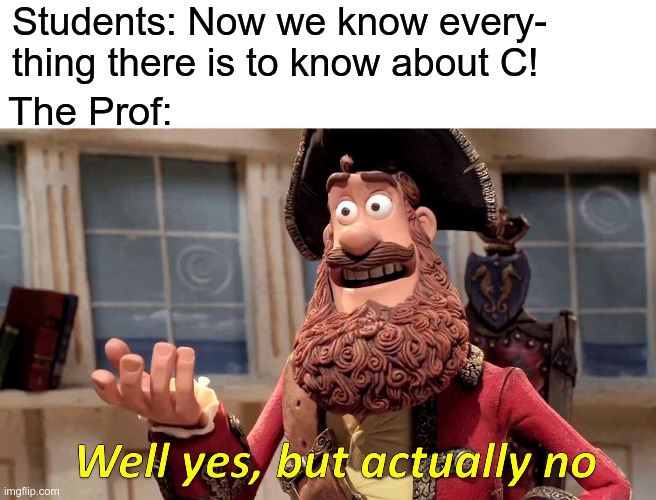 Students: Now we know every-
thing there is to know about C!
The Prof:
Well yes, but actually no
imgflip.com